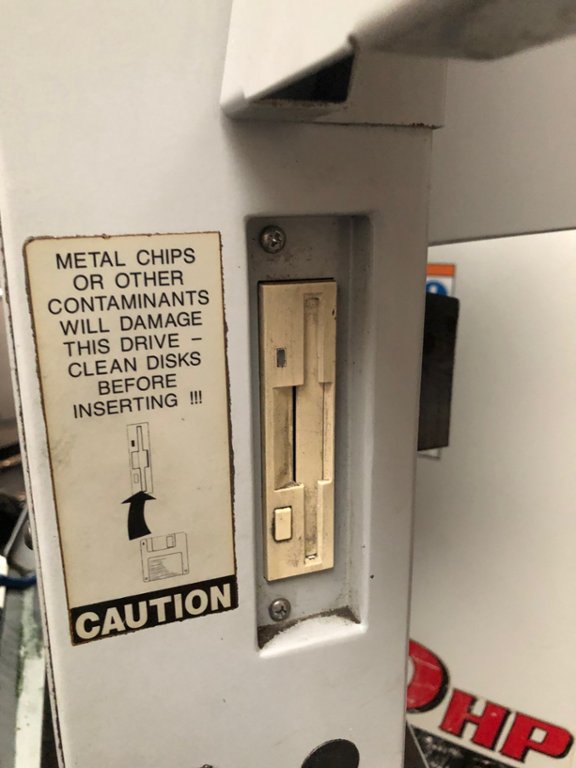 METAL CHIPS
OR OTHER
CONTAMINANTS
WILL DAMAGE
THIS DRIVE –
CLEAN DISKS
BEFORE
INSERTING !!!
CAUTION
HP